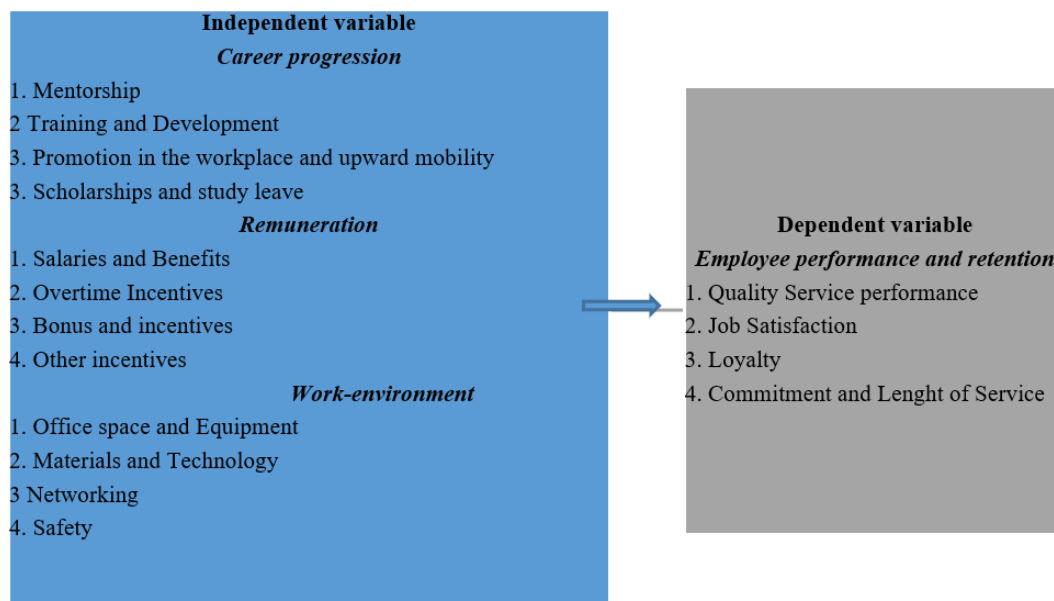 Independent variable
Career progression
1. Mentorship
2 Training and Development
3. Promotion in the workplace and upward mobility
3. Scholarships and study leave
Remuneration
1. Salaries and Benefits
2. Overtime Incentives
3. Bonus and incentives
4. Other incentives
Work-environment
1. Office space and Equipment
2. Materials and Technology
3 Networking
4. Safety
Dependent variable
Employee performance and retention
1. Quality Service performance
2. Job Satisfaction
3. Loyalty
4. Commitment and Lenght of Service